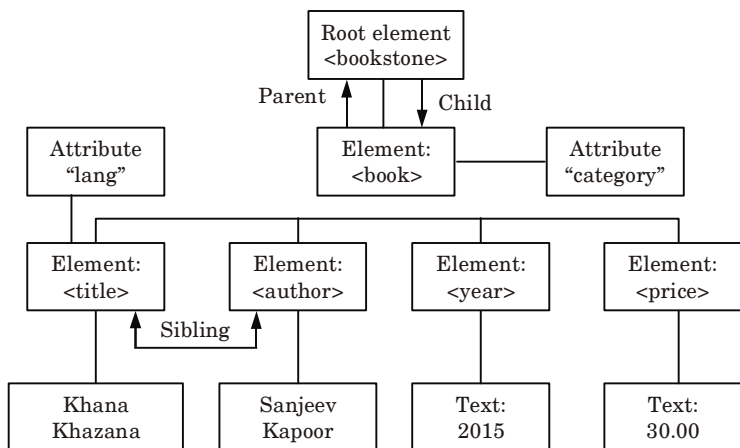 Root element
<bookstone>
Parent
Child
Attribute
“lang”
Element:
<book>
Attribute
“category”
Element:
<title>
Element:
<author>
Element:
<year>
Element:
<price>
Sibling
Khana
Khazana
Sanjeev
Kapoor
Text:
2015
Text:
30.00